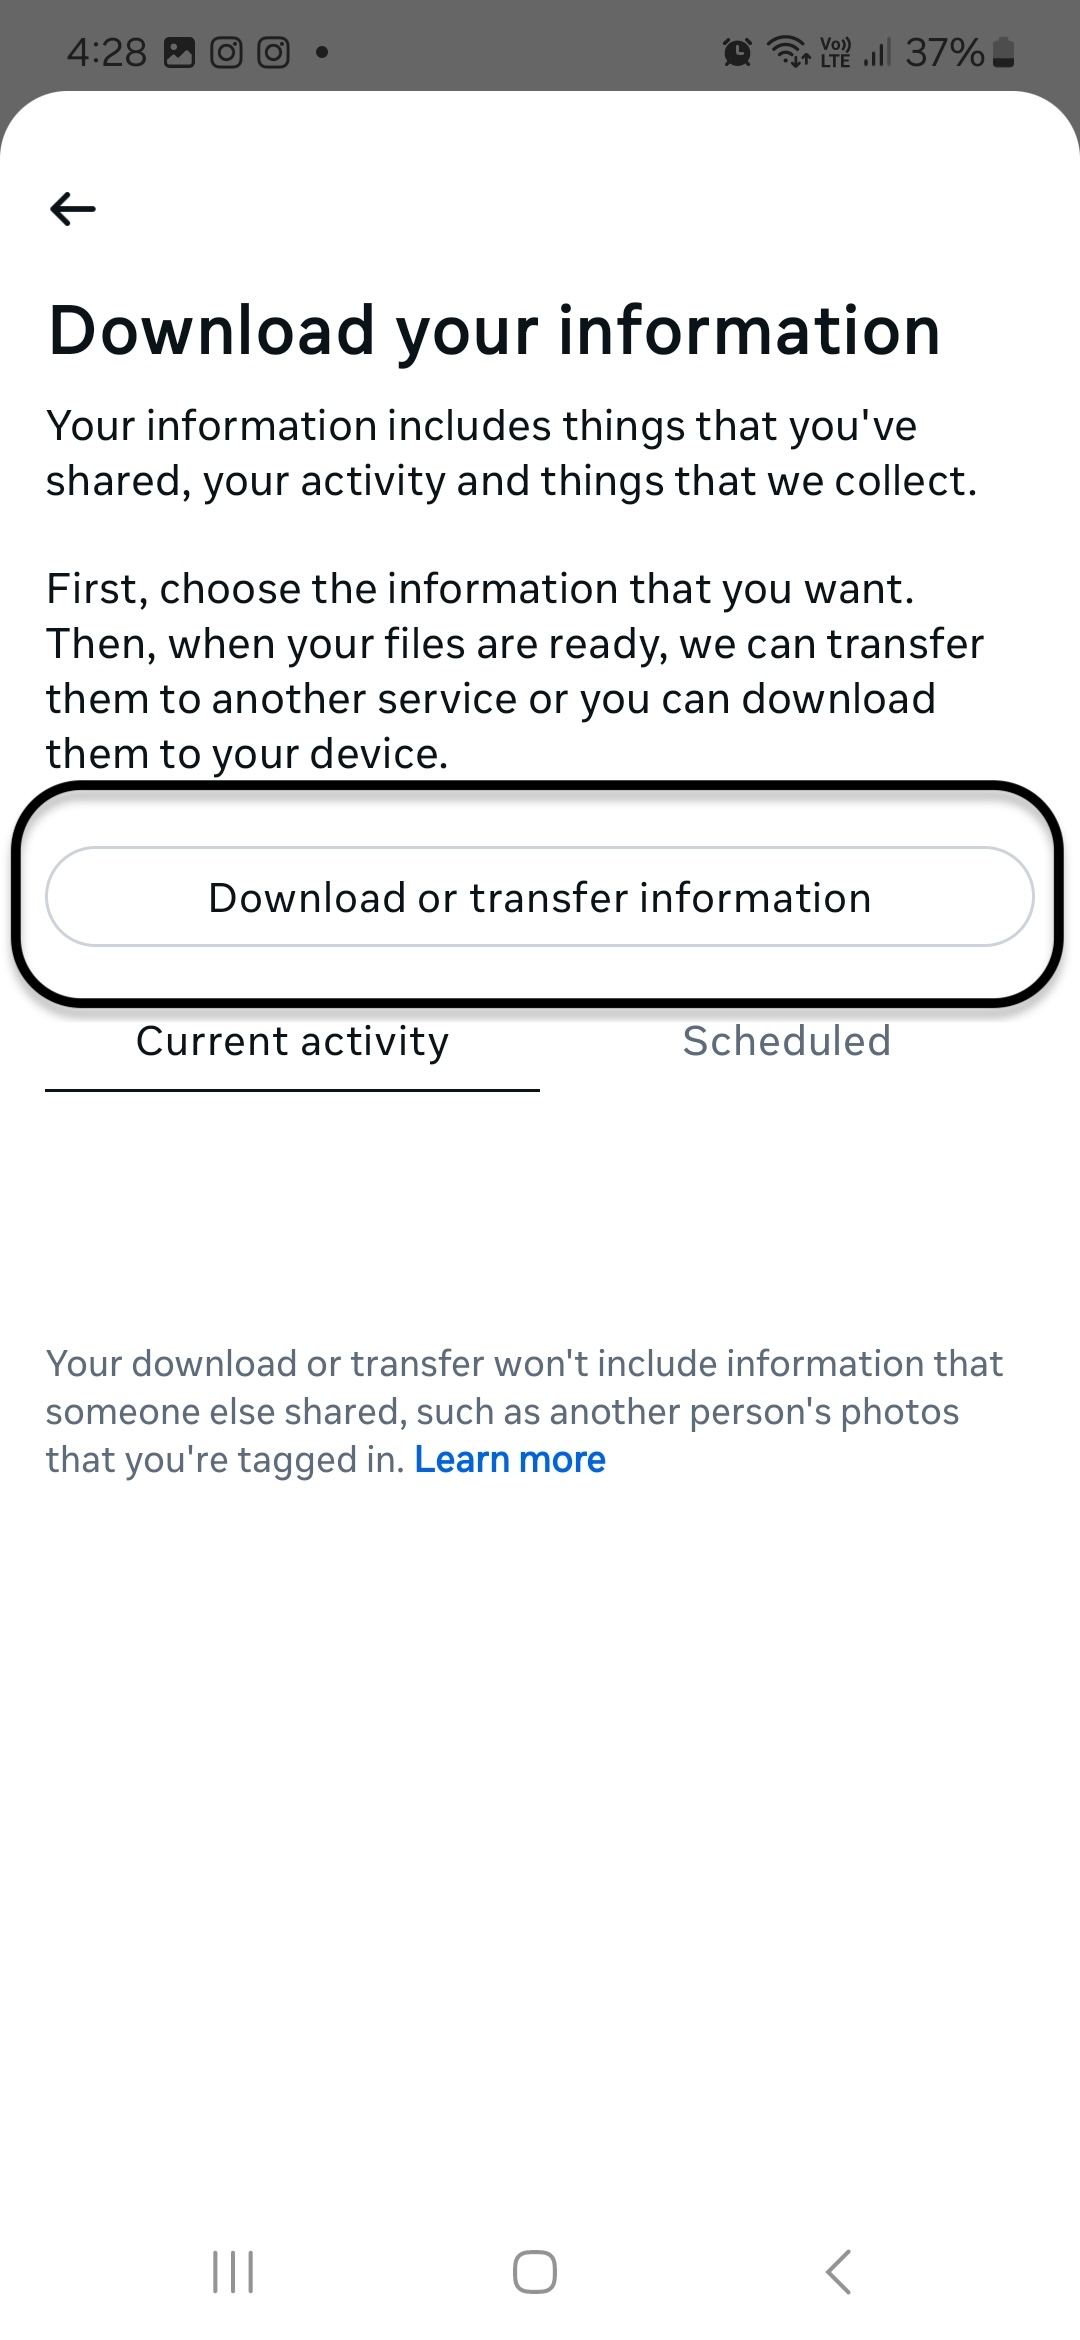 4:28
Vo))
LTE
37%
Download your information
Your information includes things that you've
shared, your activity and things that we collect.
First, choose the information that you want.
Then, when your files are ready, we can transfer
them to another service or you can download
them to your device.
Download or transfer information
Current activity
Scheduled
Your download or transfer won't include information that
someone else shared, such as another person's photos
that you're tagged in. Learn more